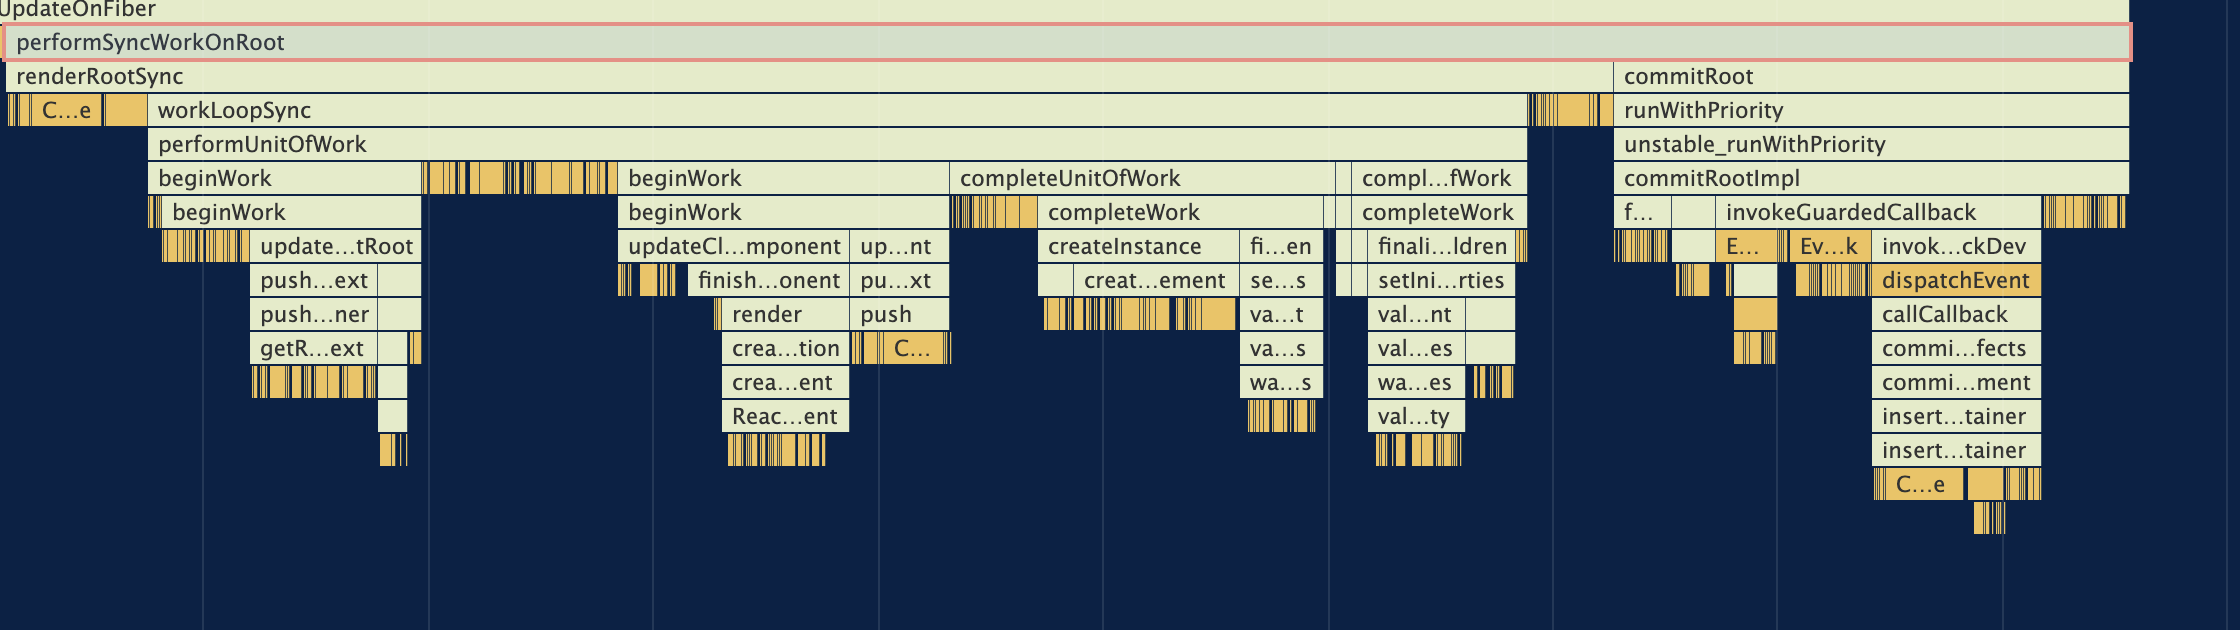 UpdateOnFiber
performSyncWorkOnRoot
renderRootSync commitRoot
C...e workLoopSync runWithPriority
performUnitOfWork unstable_runWithPriority
beginWork beginWork completeUnitOfWork compl...fWork commitRootImpl
beginWork beginWork completeWork completeWork f... invokeGuardedCallback
update...tRoot updateCl...mponent up...nt createInstance fi...en finali...ldren E... Ev...k invok...ckDev
push...ext finish...onent pu...xt creat...ement se...s setIni...rties dispatchEvent
push...ner render push va...t val...nt callCallback
getR...ext crea...tion C... va...s val...es commi...fects
crea...ent wa...s wa...es commi...ment
Reac...ent val...ty insert...tainer
insert...tainer
C...e